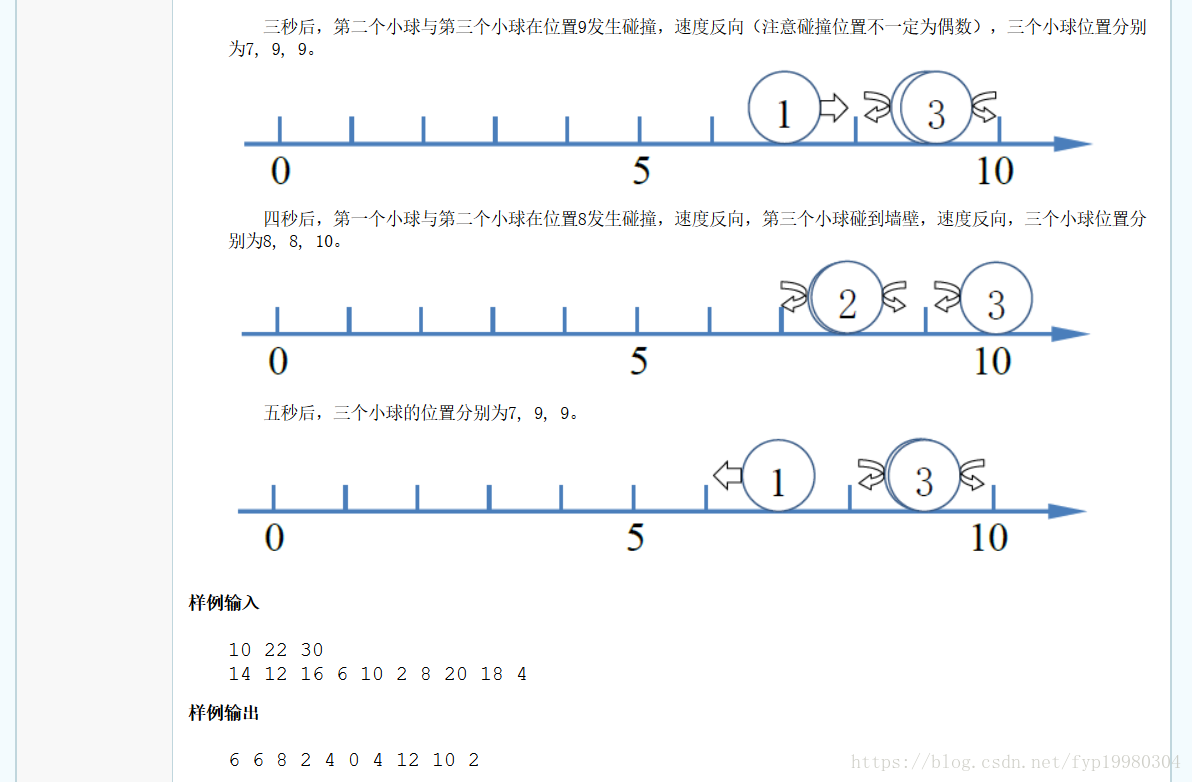 三秒后，第二个小球与第三个小球在位置9发生碰撞，速度反向（注意碰撞位置不一定为偶数），三个小球位置分别
为7, 9, 9。
1 3
0 5 10
四秒后，第一个小球与第二个小球在位置8发生碰撞，速度反向，第三个小球碰到墙壁，速度反向，三个小球位置分
别为8, 8, 10。
2 3
0 5 10
五秒后，三个小球的位置分别为7, 9, 9。
1 3
0 5 10
样例输入
10 22 30
14 12 16 6 10 2 8 20 18 4
样例输出
6 6 8 2 4 0 4 12 10 2
https://blog.csdn.net/fyp19980304